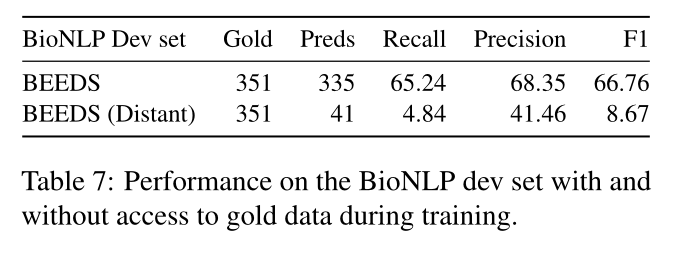 BioNLP Dev set Gold Preds Recall Precision F1
BEEDS 351 335 65.24 68.35 66.76
BEEDS (Distant) 351 41 4.84 41.46 8.67
Table 7: Performance on the BioNLP dev set with and
without access to gold data during training.